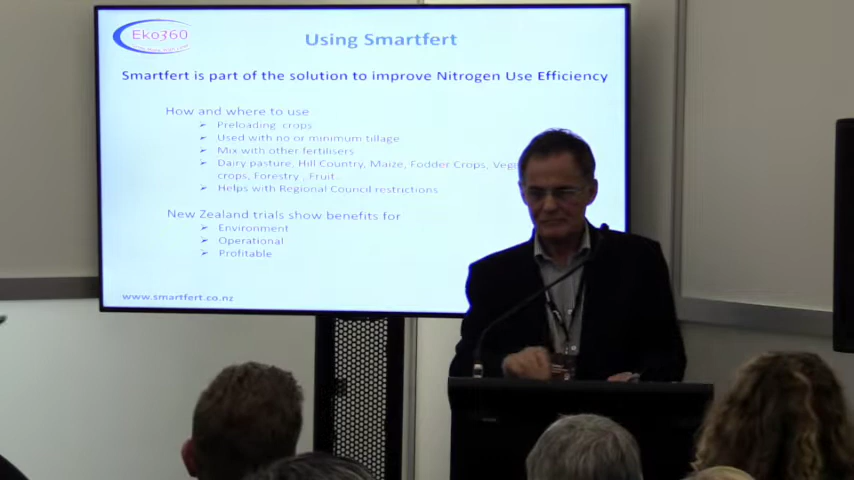 Eko360
Using Smartfert
Smartfert is part of the solution to improve Nitrogen Use Efficiency
How and where to use
➢ Preloading crops
➢ Used with no or minimum tillage
➢ Mix with other fertilisers
➢ Dairy pasture, Hill Country, Maize, Fodder Crops, Veg
crops, Forestry , Fruit.
➢ Helps with Regional Council restrictions
New Zealand trials show benefits for
➢ Environment
➢ Operational
➢ Profitable
www.smartfert.co.nz